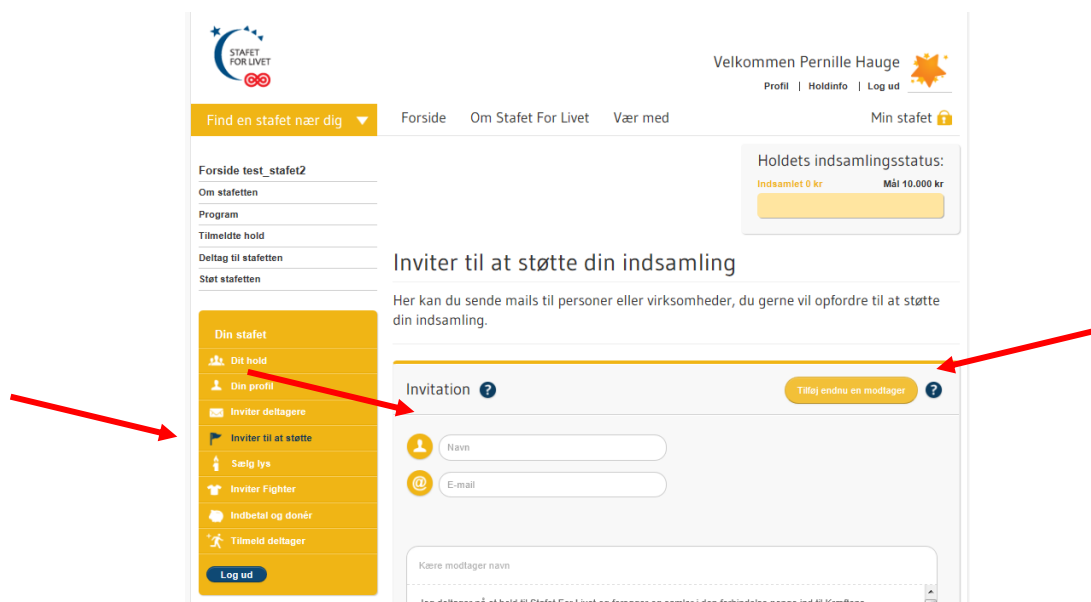 STAFET
FOR LIVET
Velkommen Pernille Hauge
Profil | Holdinfo | Log ud
Find en stafet nær dig
Forside Om Stafet For Livet Vær med
Min stafet
Forside test_stafet2
Om stafetten
Program
Tilmeldte hold
Deltag til stafetten
Støt stafetten
Holdets indsamlingsstatus:
Indsamlet 0 kr Mål 10.000 kr
Inviter til at støtte din indsamling
Her kan du sende mails til personer eller virksomheder, du gerne vil opfordre til at støtte
din indsamling.
Din stafet
Dit hold
Din profil
Inviter deltagere
Inviter til at støtte
Sælg lys
Inviter Fighter
Indbetal og donér
Tilmeld deltager
Log ud
Invitation ?
Tilføj endnu en modtager ?
Navn
@ E-mail
Kære modtager navn